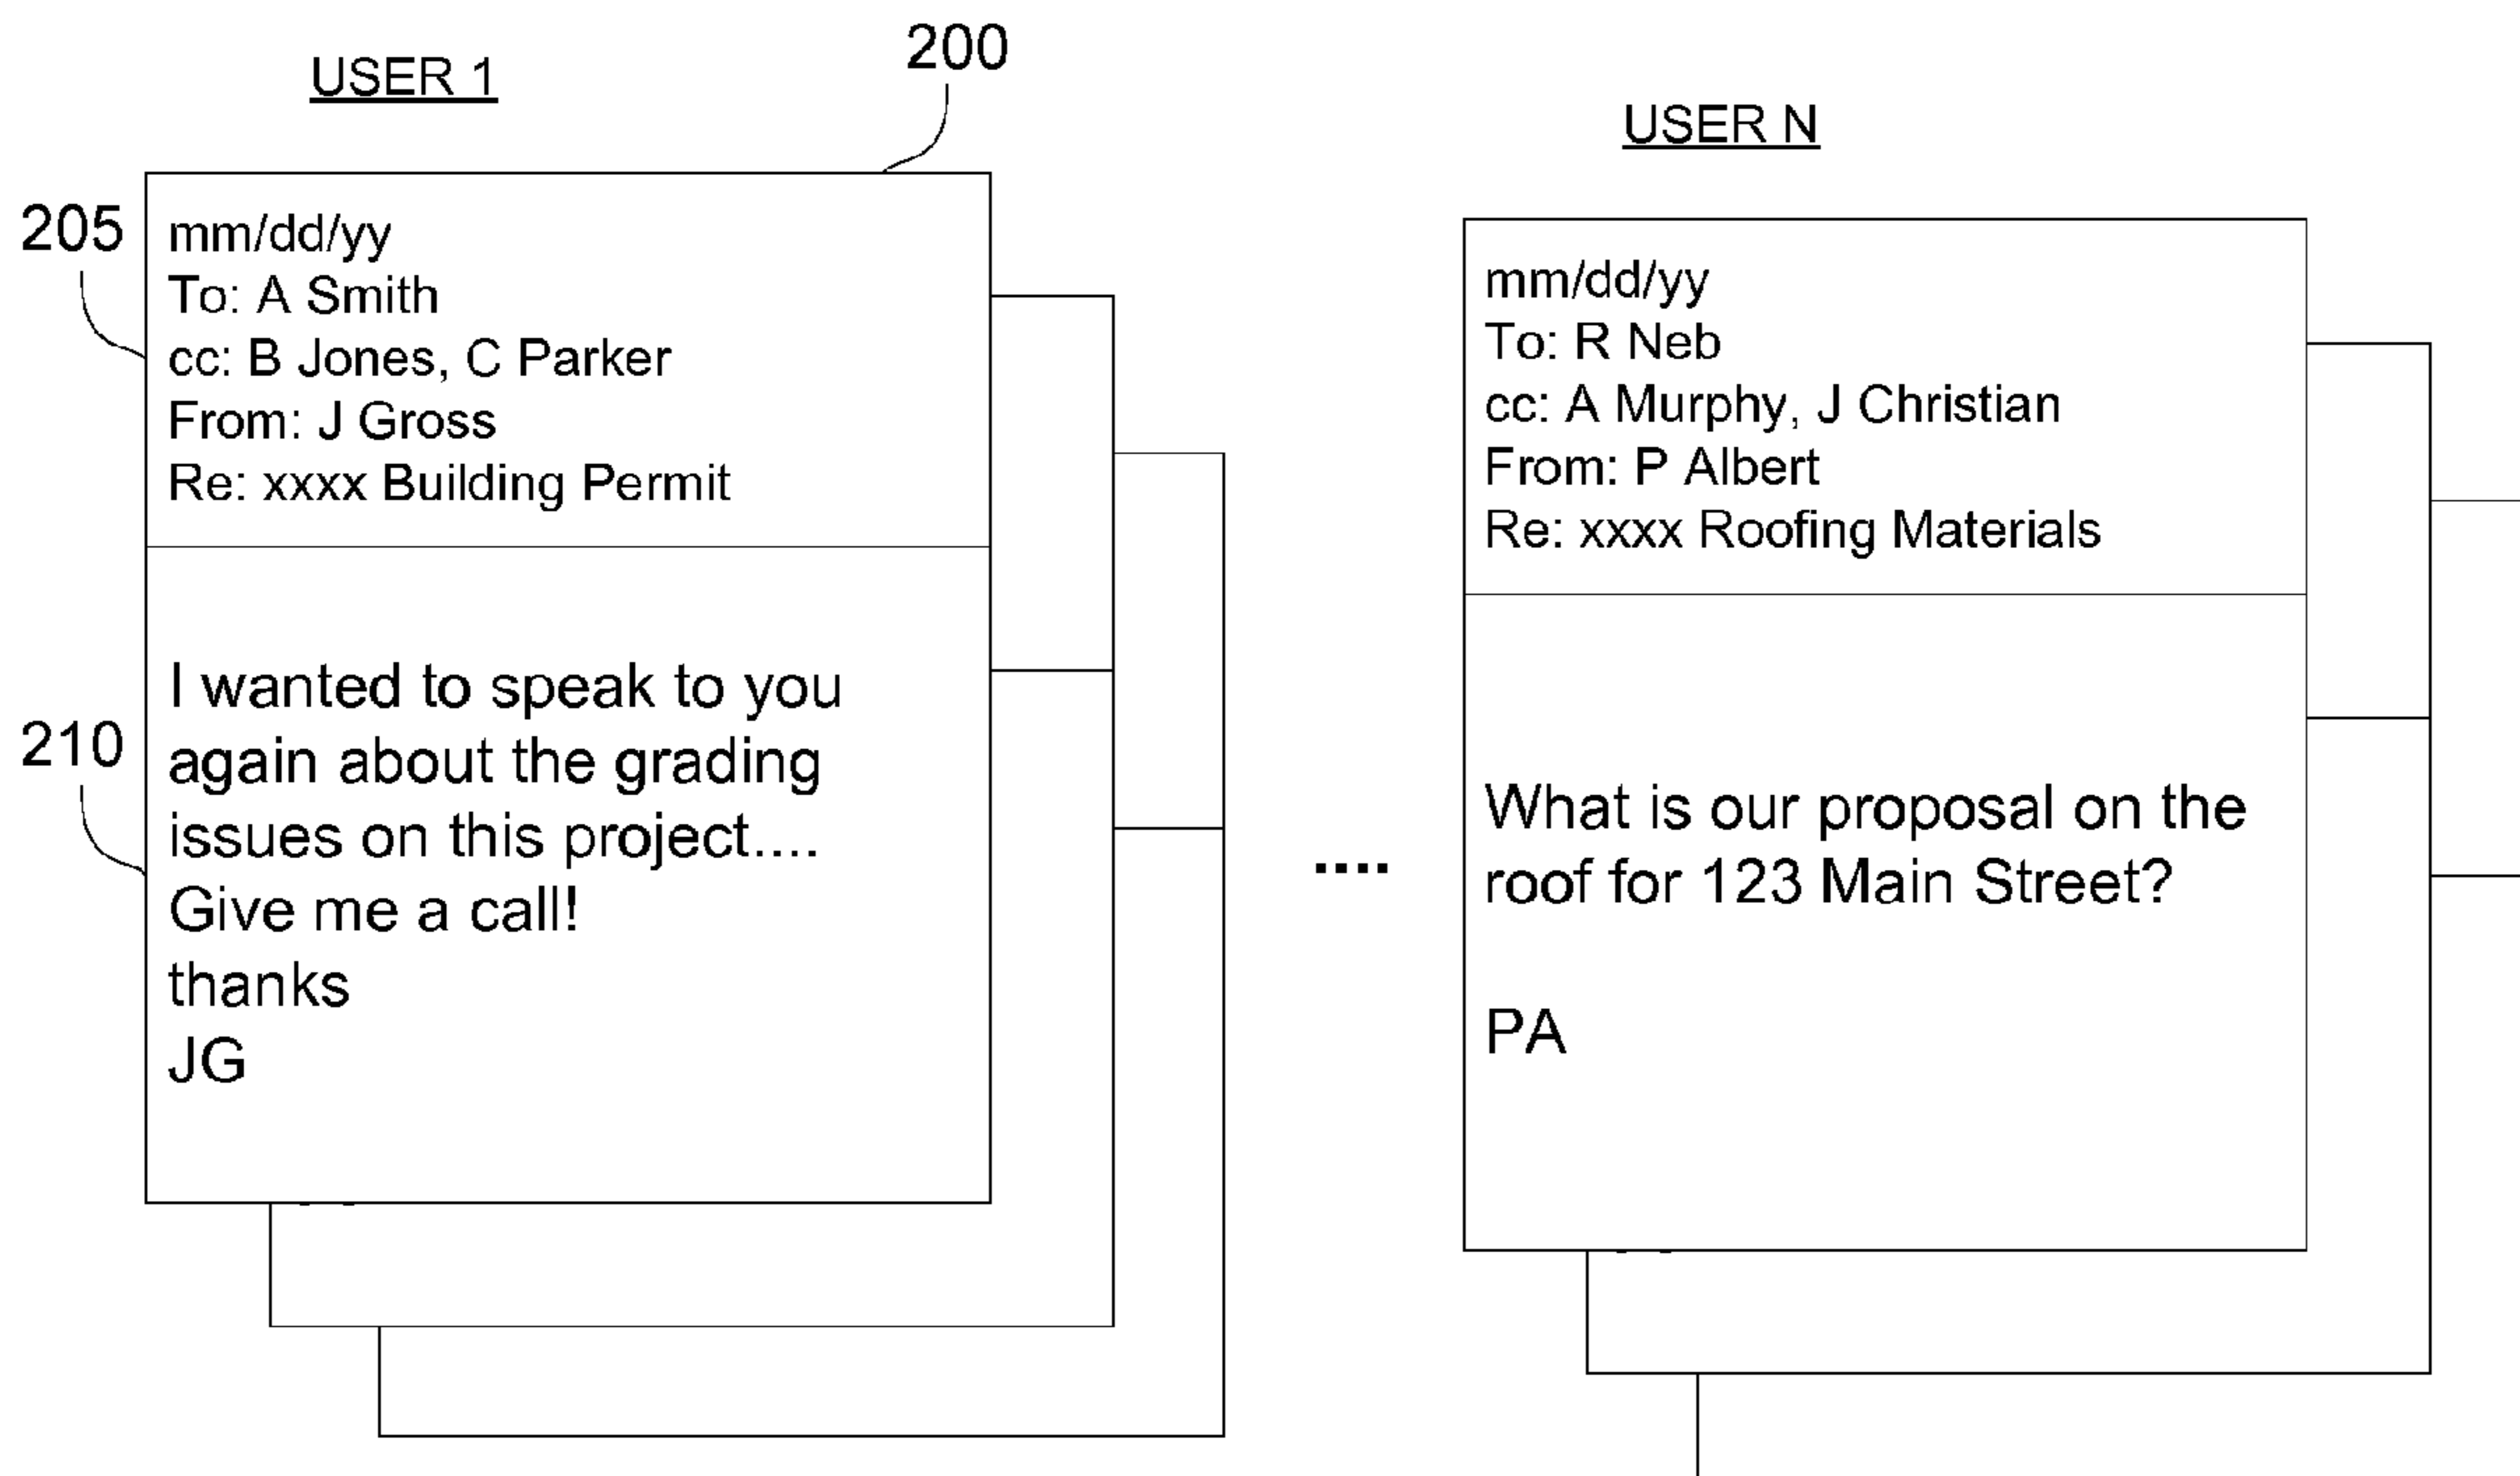 200
USER 1
205
mm/dd/yy
To: A Smith
cc: B Jones, C Parker
From: J Gross
Re: xxxx Building Permit
210
I wanted to speak to you
again about the grading
issues on this project....
Give me a call!
thanks
JG
....
USER N
mm/dd/yy
To: R Neb
cc: A Murphy, J Christian
From: P Albert
Re: xxxx Roofing Materials
What is our proposal on the
roof for 123 Main Street?
PA